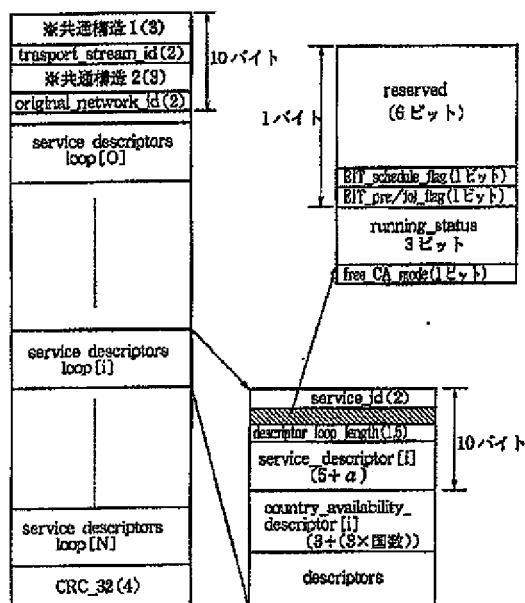 ※共通構造1(3)
trasport_stream_id(2)
※共通構造2(3)
original_network_id(2)
10バイト
service descriptors
loop[0]
service descriptors
loop[i]
service descriptors
loop[N]
CRC_32(4)
1バイト
reserved
(6ビット)
EIT_schedule_flag(1ビット)
EIT_pre/fol_flag(1ビット)
running_status
3ビット
free_CA_mode(1ビット)
service_id(2)
descriptor_loop_length(1.5)
service_descriptor[i]
(5+α)
10バイト
country_availability_
descriptor[i]
(3+(3×国数))
descriptors